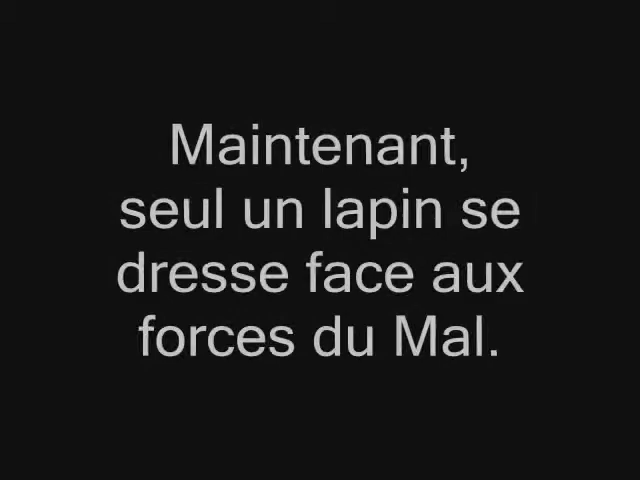 Maintenant,
seul un lapin se
dresse face aux
forces du Mal.